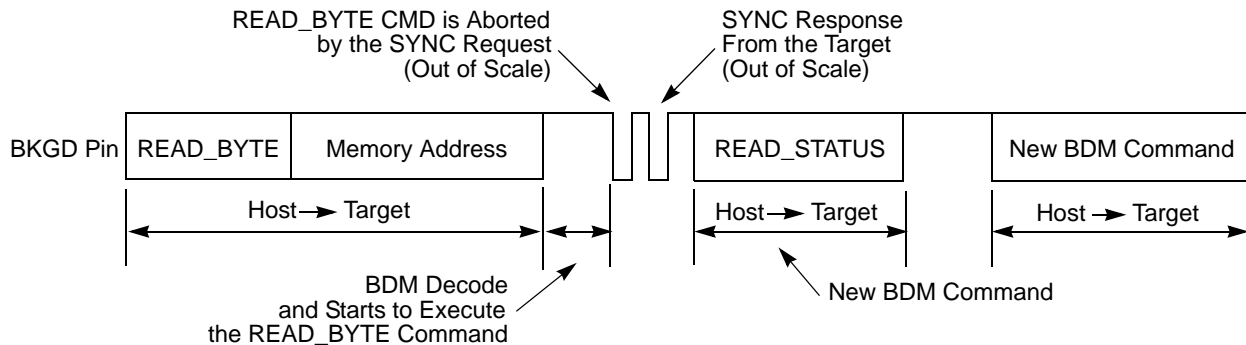 READ_BYTE CMD is Aborted
by the SYNC Request
(Out of Scale)
SYNC Response
From the Target
(Out of Scale)
BKGD Pin
READ_BYTE
Memory Address
READ_STATUS
New BDM Command
Host → Target
Host → Target
Host → Target
BDM Decode
and Starts to Execute
the READ_BYTE Command
New BDM Command